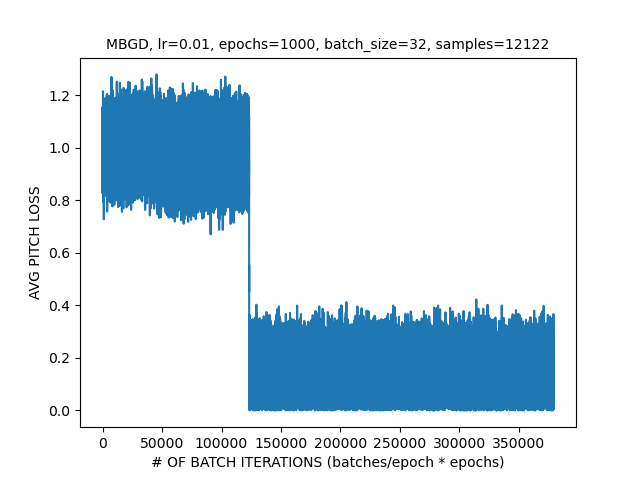 MBGD, lr=0.01, epochs=1000, batch_size=32, samples=12122
1.2
1.0
0.8
0.6
0.4
0.2
0.0
AVG PITCH LOSS
0 50000 100000 150000 200000 250000 300000 350000
# OF BATCH ITERATIONS (batches/epoch * epochs)